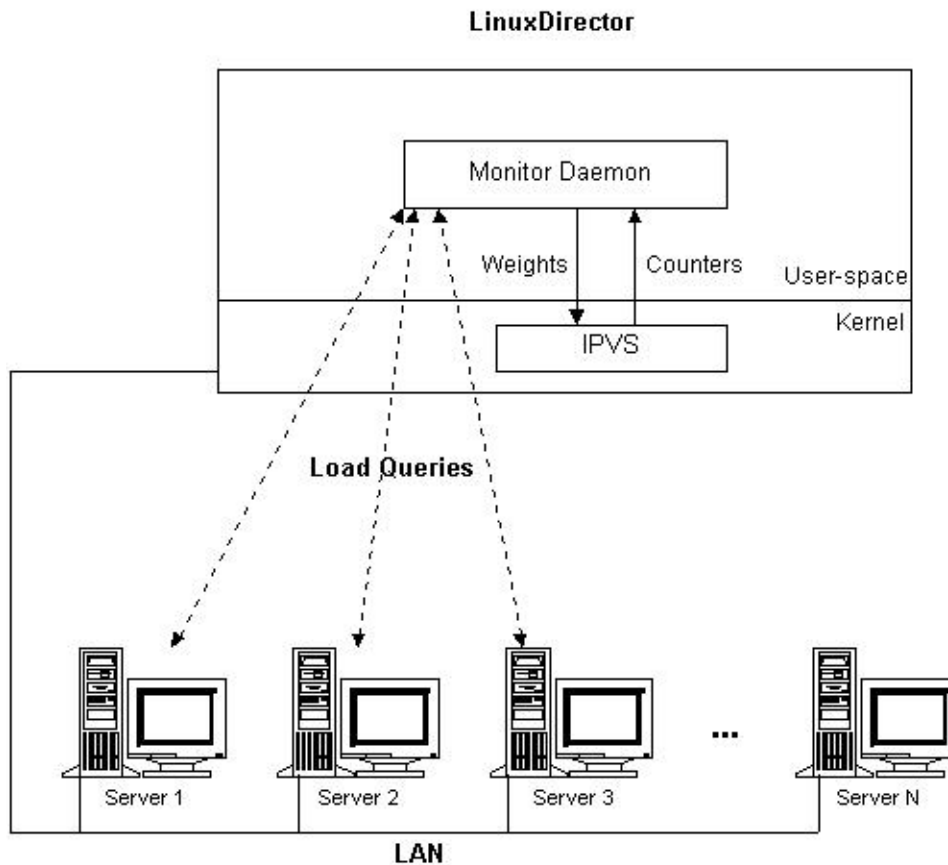 LinuxDirector
Monitor Daemon
Weights
Counters
User-space
Kernel
IPVS
Load Queries
...
Server 1
Server 2
Server 3
Server N
LAN